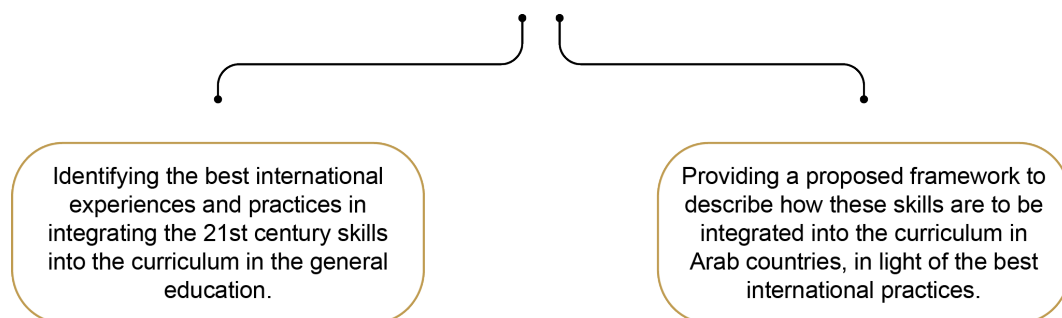 Identifying the best international
experiences and practices in
integrating the 21st century skills
into the curriculum in the general
education.
Providing a proposed framework to
describe how these skills are to be
integrated into the curriculum in
Arab countries, in light of the best
international practices.